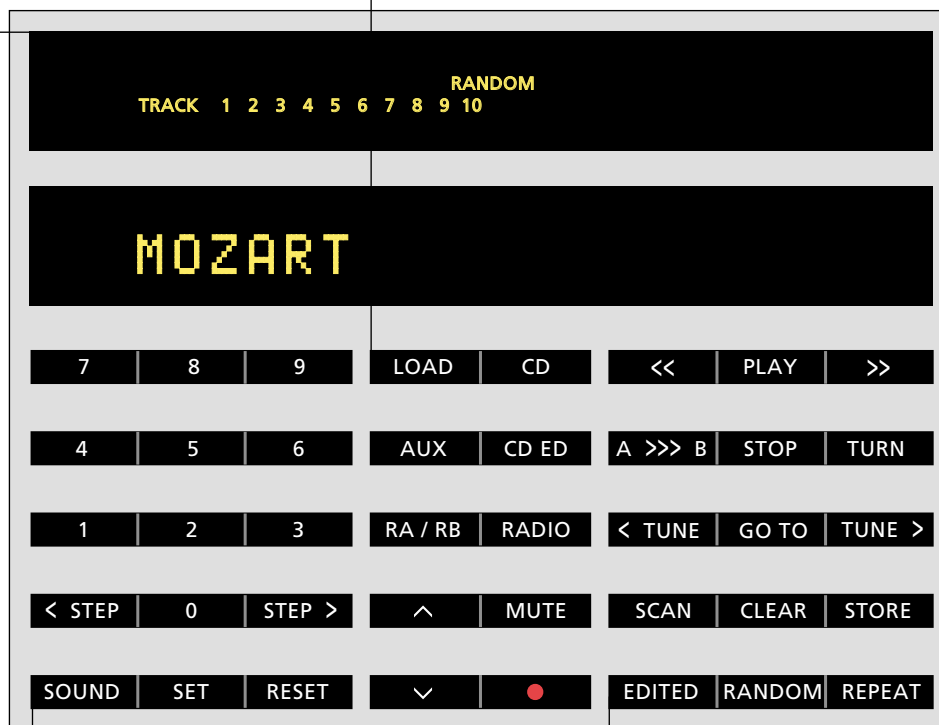 RANDOM
TRACK 1 2 3 4 5 6 7 8 9 10
MOZART
7 8 9 LOAD CD << PLAY >>
4 5 6 AUX CD ED A >>> B STOP TURN
1 2 3 RA / RB RADIO < TUNE GO TO TUNE >
< STEP 0 STEP > ^ MUTE SCAN CLEAR STORE
SOUND SET RESET ⌄ EDITED RANDOM REPEAT